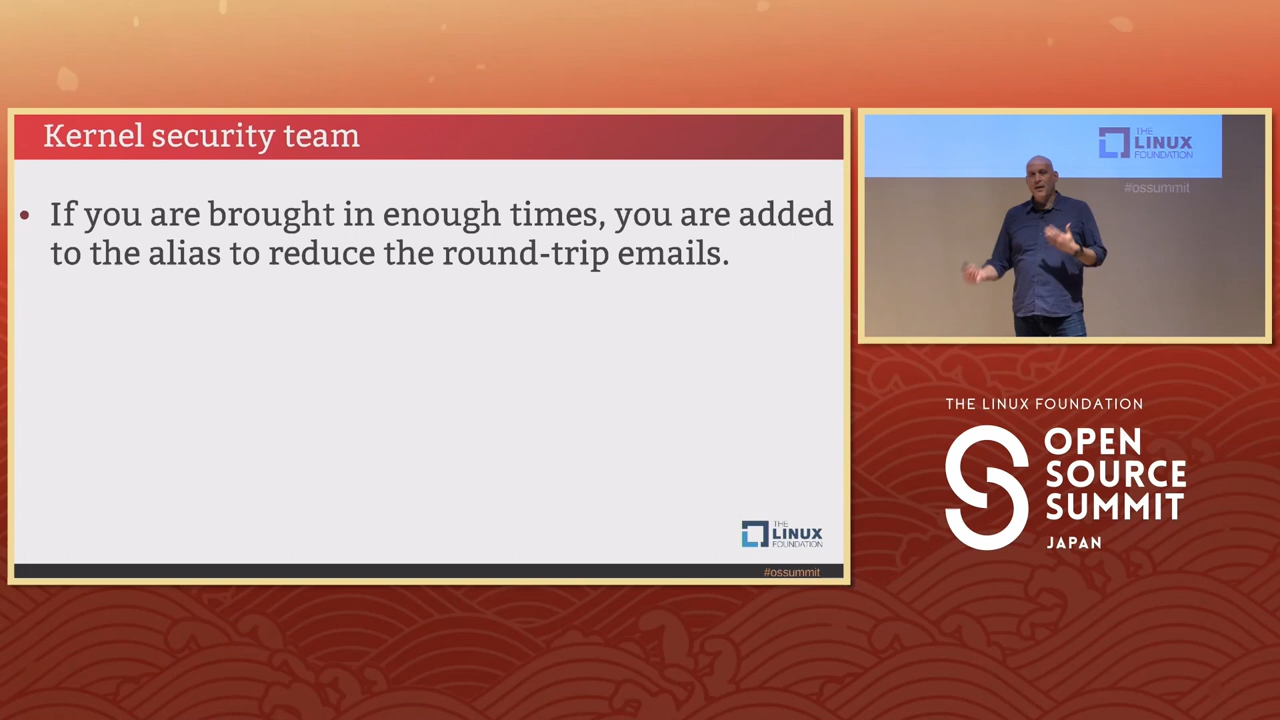 Kernel security team
• If you are brought in enough times, you are added
to the alias to reduce the round-trip emails.
THE
LINUX
FOUNDATION
#ossummit
THE
LINUX
FOUNDATION
#ossummit
THE LINUX FOUNDATION
OPEN
SOURCE
SUMMIT
JAPAN